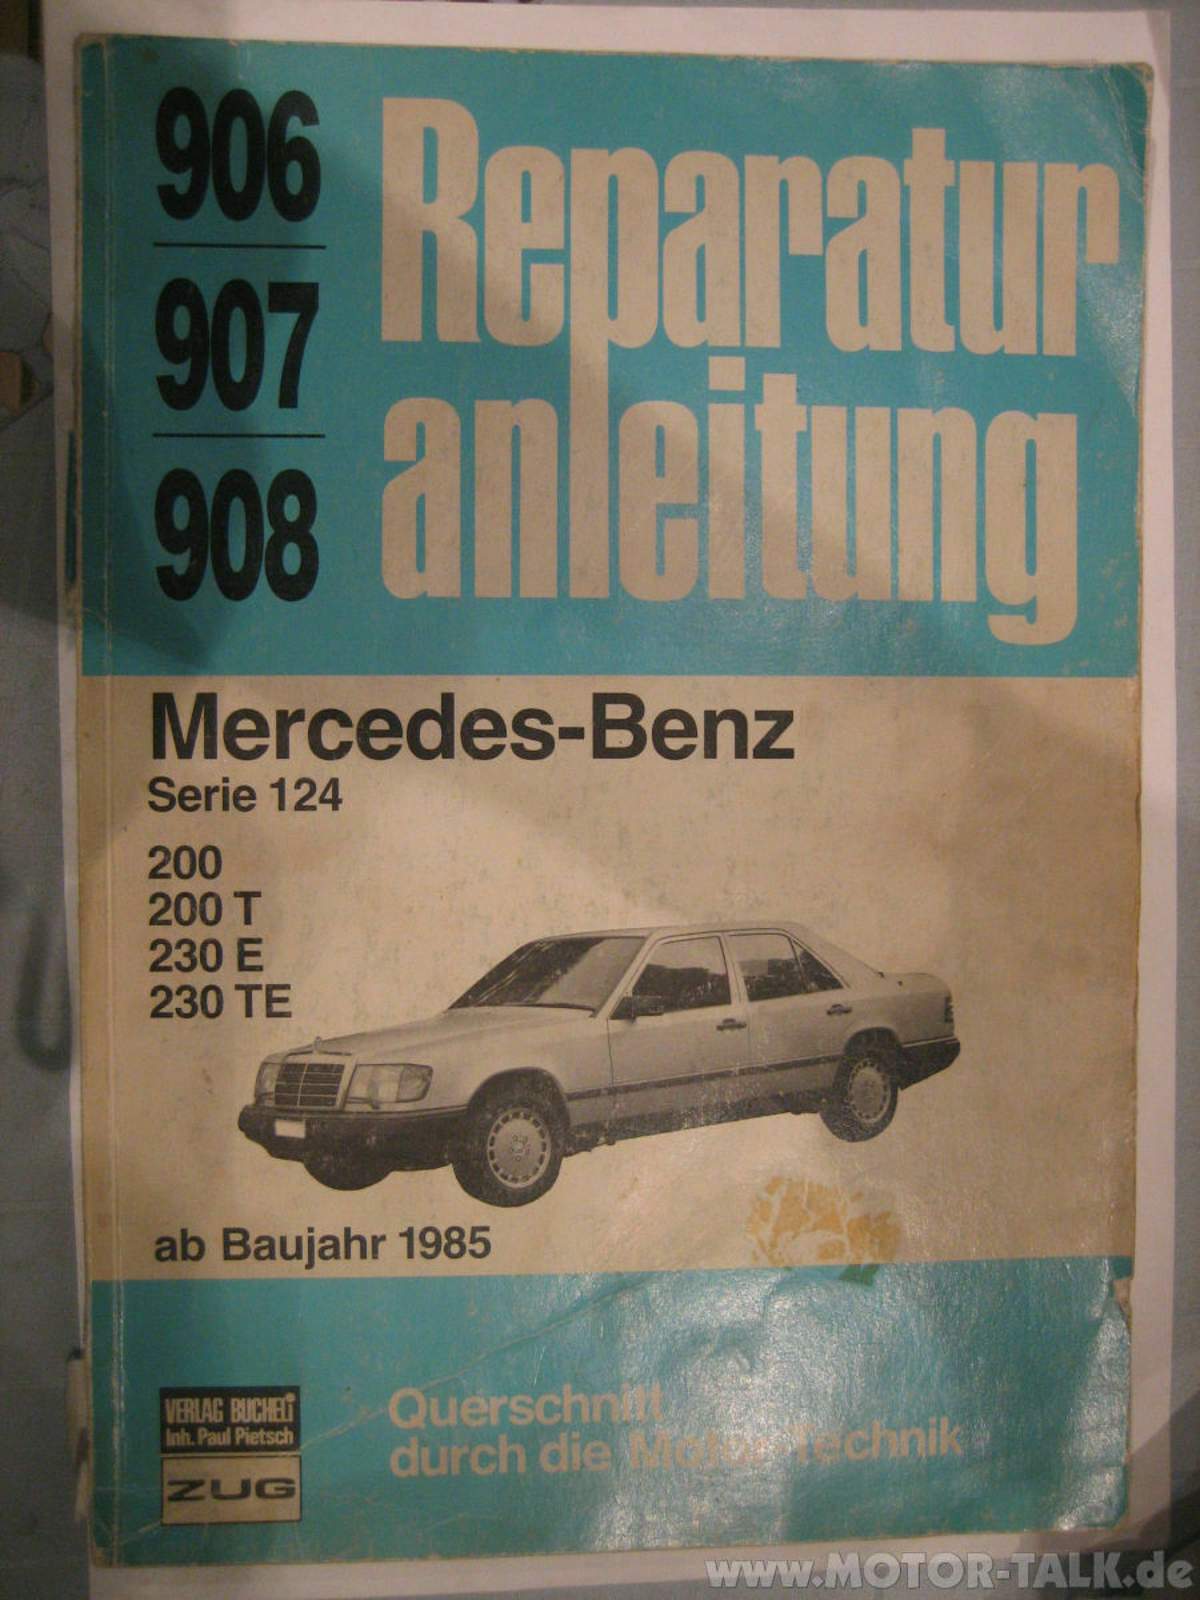 906
907
908
Reparatur
anleitung
Mercedes-Benz
Serie 124
200
200 T
230 E
230 TE
ab Baujahr 1985
VERLAG BUCHELI
Inh. Paul Pietsch
ZUG
Querschnitt
durch die Motor-Technik
www.MOTOR-TALK.de